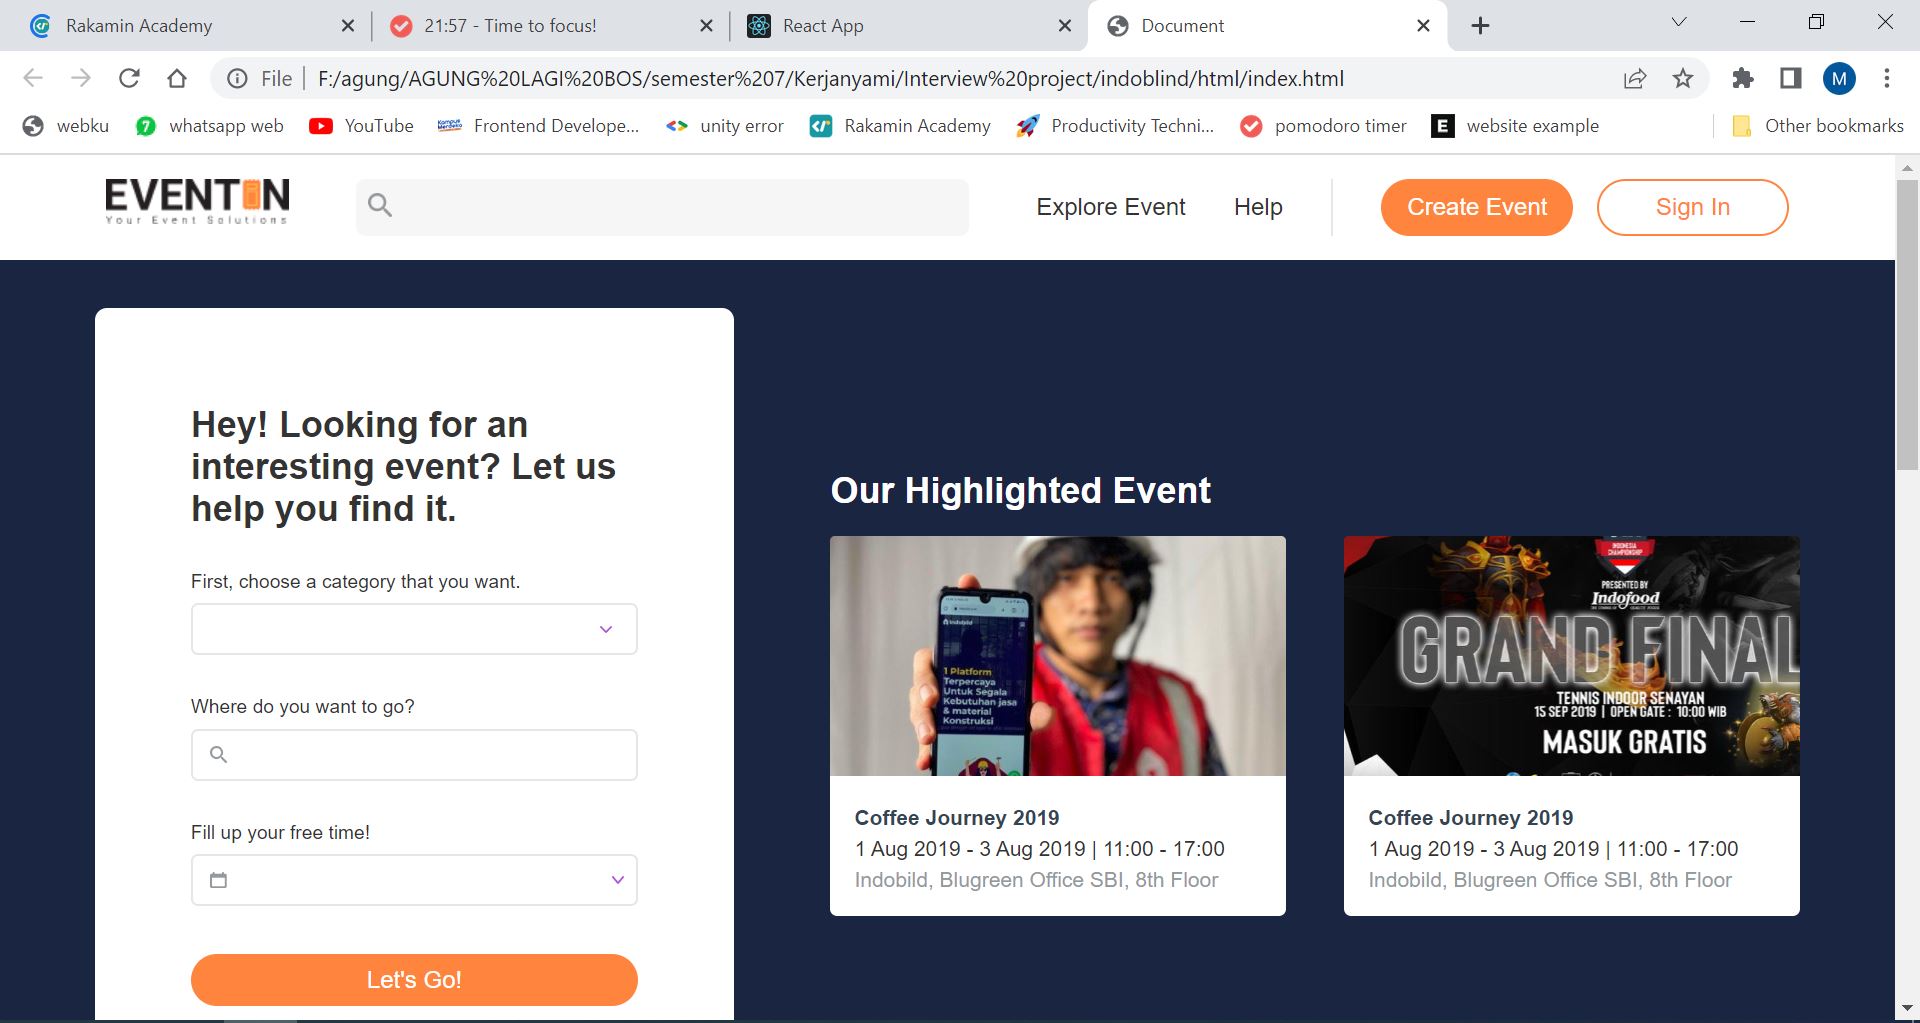 Rakamin Academy
21:57 - Time to focus!
React App
Document
File
F:/agung/AGUNG%20LAGI%20BOS/semester%207/Kerjanyami/Interview%20project/indoblind/html/index.html
M
webku
7
whatsapp web
YouTube
Kampus Merdeka
Frontend Develope...
unity error
Rakamin Academy
Productivity Techni...
pomodoro timer
E
website example
Other bookmarks
EVENTON
Your Event Solutions
Explore Event
Help
Create Event
Sign In
Hey! Looking for an
interesting event? Let us
help you find it.
First, choose a category that you want.
Where do you want to go?
Fill up your free time!
Let's Go!
Our Highlighted Event
indobild
1 Platform
Terpercaya
Untuk Segala
Kebutuhan jasa
& material
Konstruksi
Coffee Journey 2019
1 Aug 2019 - 3 Aug 2019 | 11:00 - 17:00
Indobild, Blugreen Office SBI, 8th Floor
INDONESIA
CHAMPIONSHIP
PRESENTED BY
Indofood
GRAND FINAL
TENNIS INDOOR SENAYAN
15 SEP 2019 | OPEN GATE : 10:00 WIB
MASUK GRATIS
Coffee Journey 2019
1 Aug 2019 - 3 Aug 2019 | 11:00 - 17:00
Indobild, Blugreen Office SBI, 8th Floor